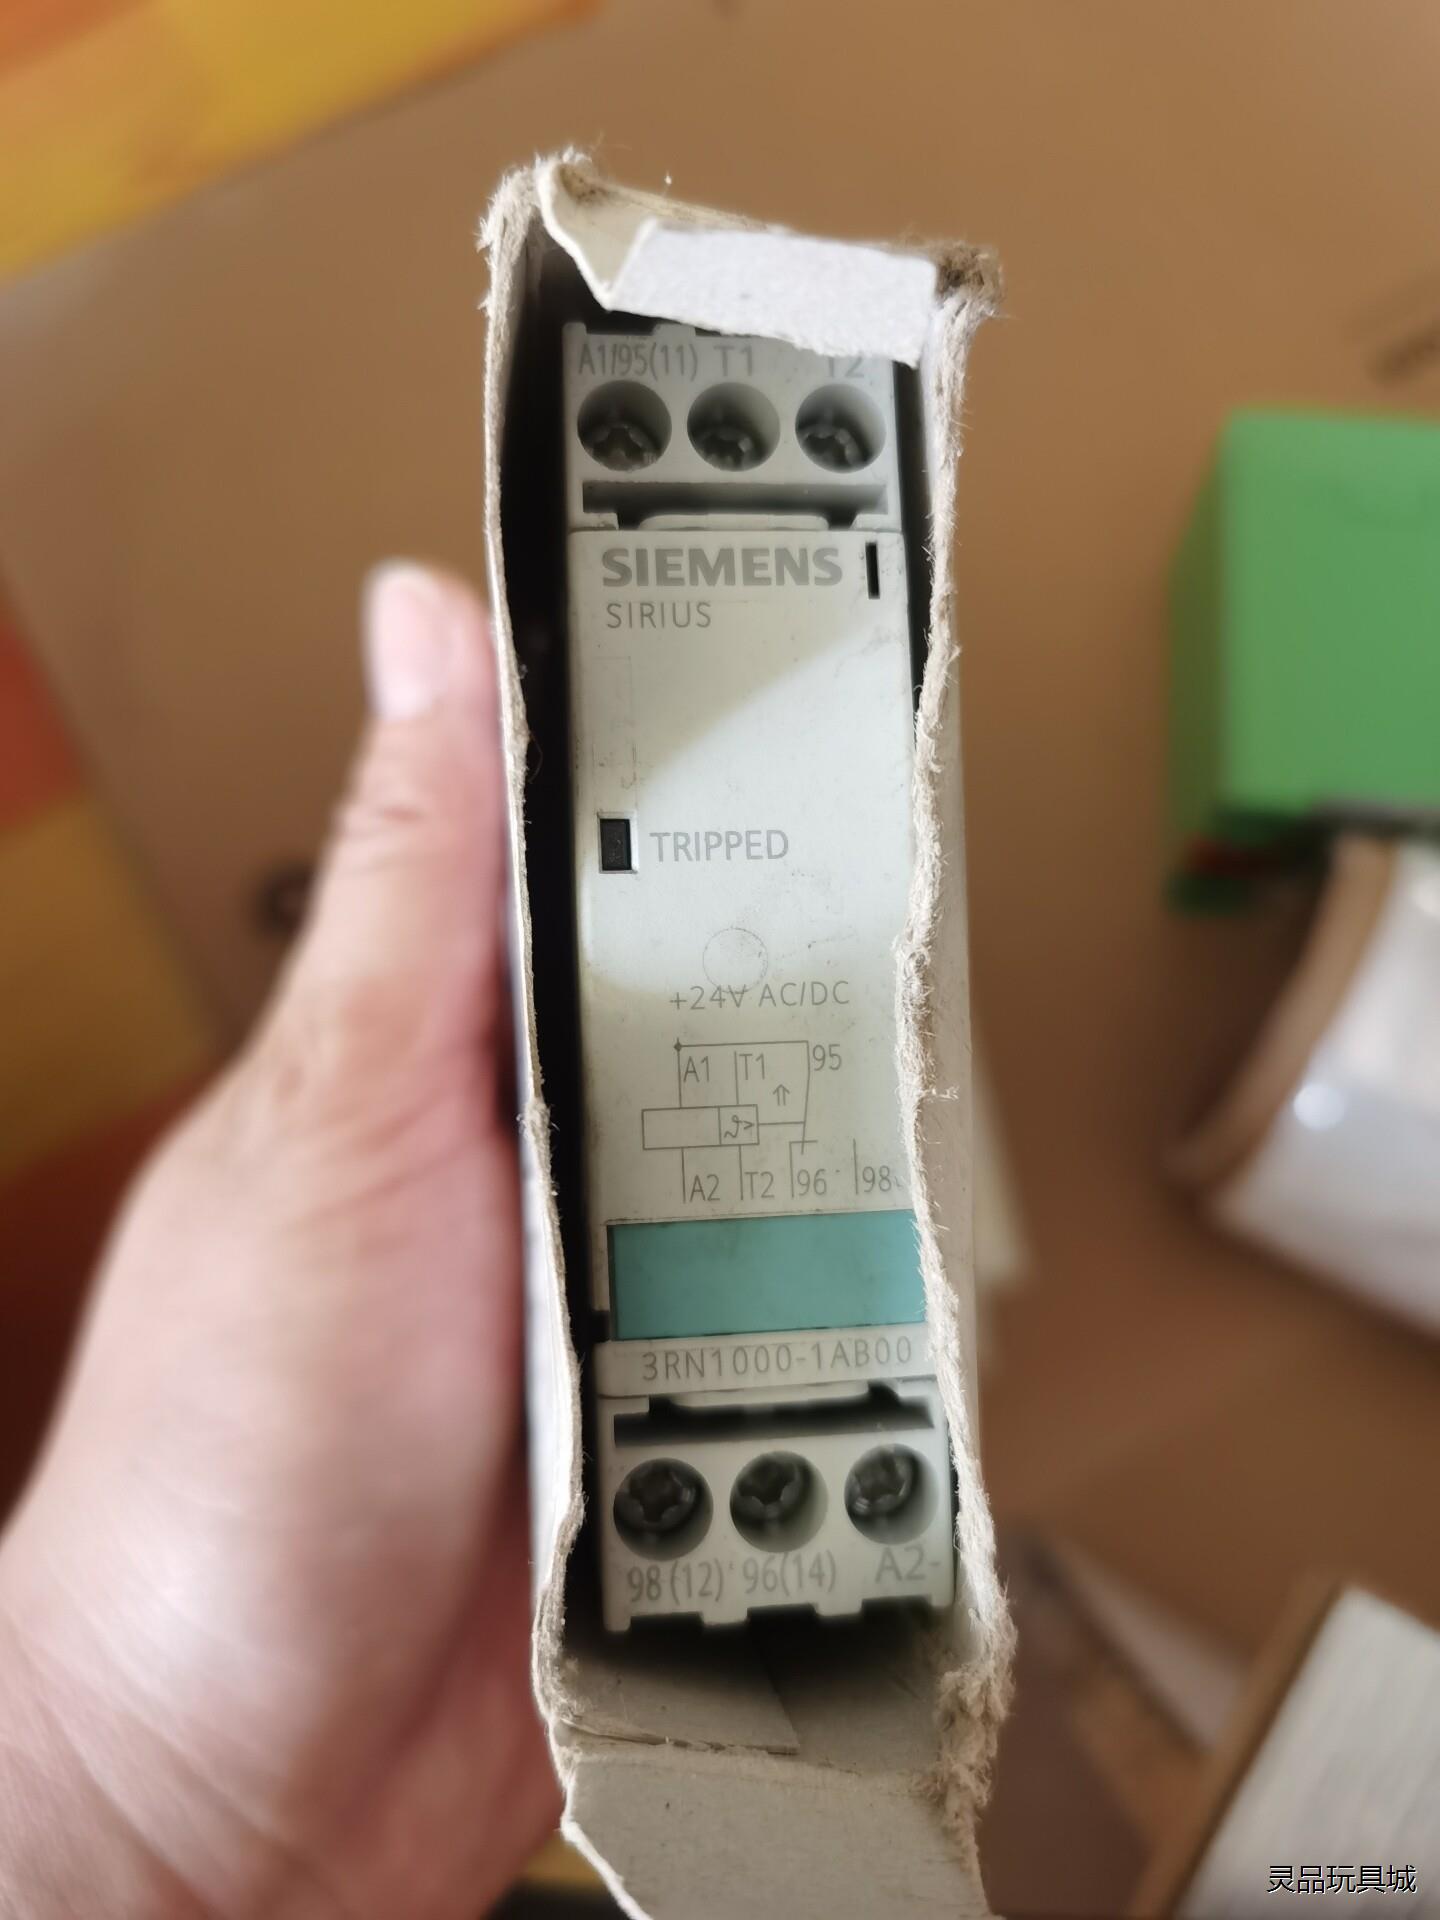 A1/95(11) T1 T2
SIEMENS
SIRIUS
TRIPPED
+24V AC/DC
A1 T1 95
A2 T2 96 98
3RN1000-1AB00
98(12) 96(14) A2-
灵品玩具城